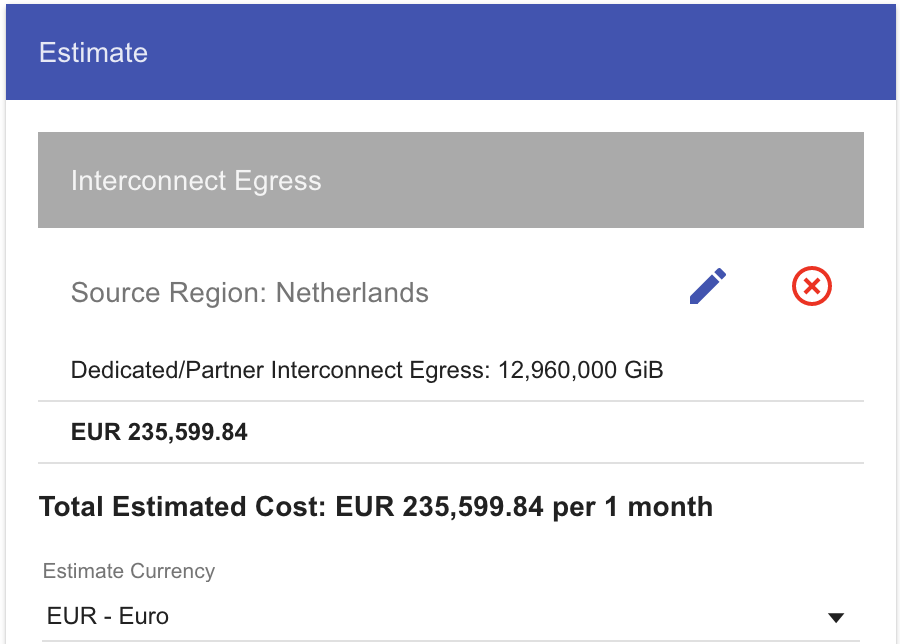 Estimate
Interconnect Egress
Source Region: Netherlands
Dedicated/Partner Interconnect Egress: 12,960,000 GiB
EUR 235,599.84
Total Estimated Cost: EUR 235,599.84 per 1 month
Estimate Currency
EUR - Euro